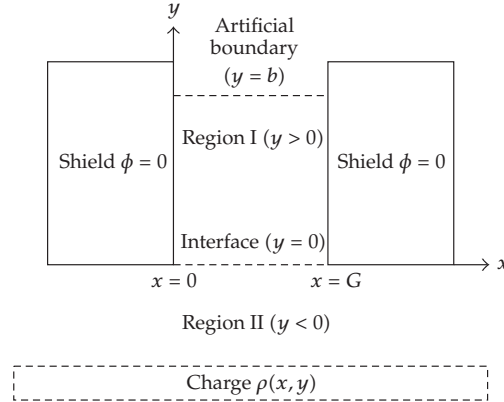 y
Artificial
boundary
(y = b)
Region I (y > 0)
Shield ϕ = 0
Shield ϕ = 0
Interface (y = 0)
x
x = 0
x = G
Region II (y < 0)
Charge ρ(x, y)